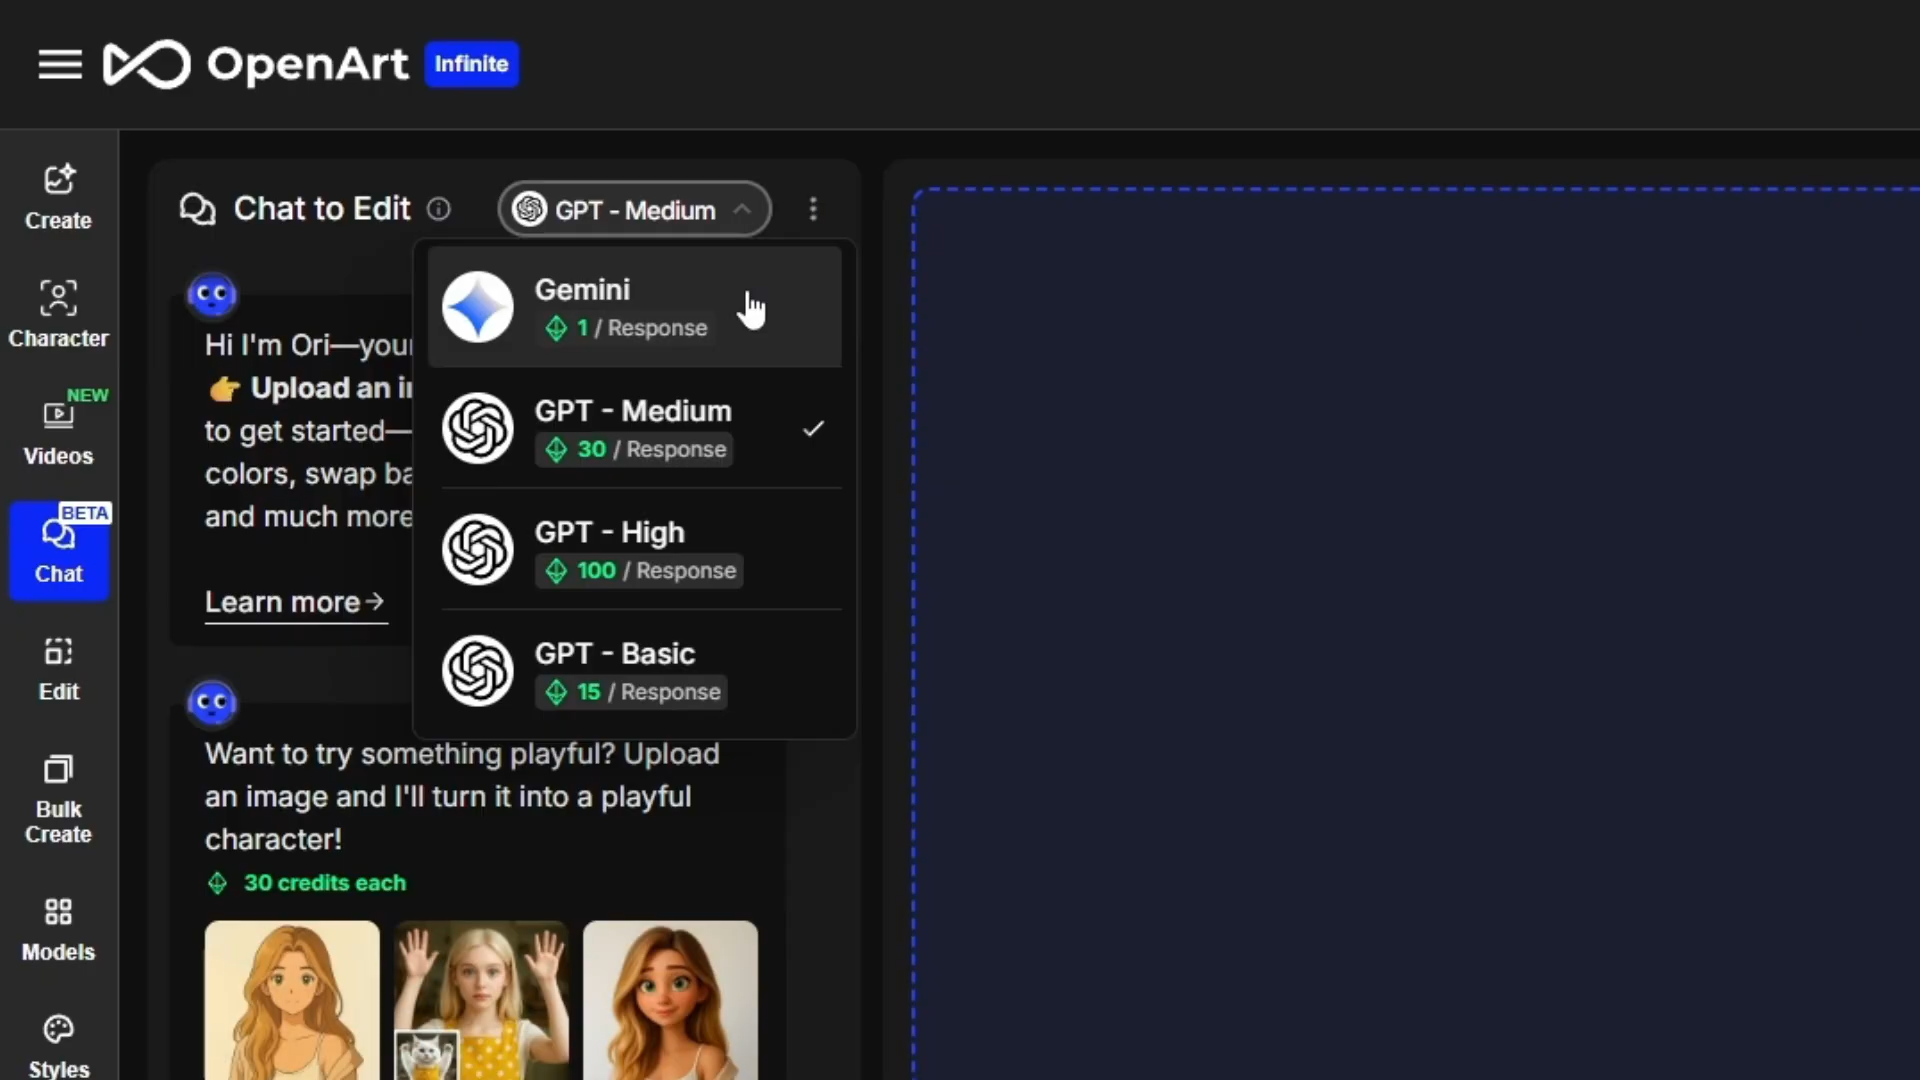 OpenArt Infinite
Create
Character
NEW
Videos
BETA
Chat
Edit
Bulk
Create
Models
Styles
Chat to Edit
GPT - Medium
Gemini
1 / Response
GPT - Medium
30 / Response
GPT - High
100 / Response
GPT - Basic
15 / Response
Hi I'm Ori—your
👉 Upload an
to get started—
colors, swap
and much more
Learn more→
Want to try something playful? Upload
an image and I'll turn it into a playful
character!
30 credits each